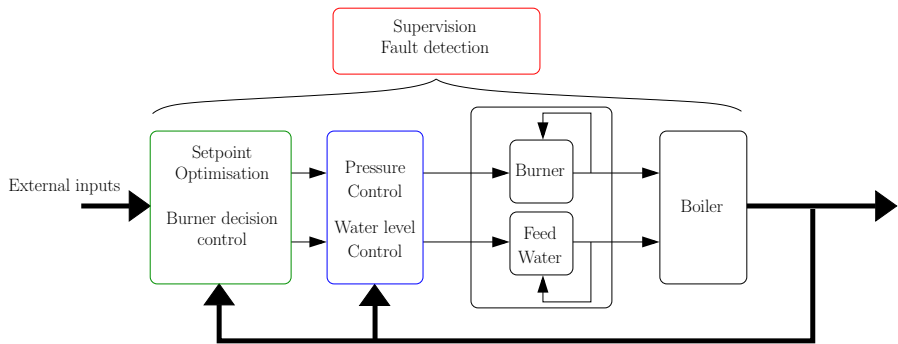 Supervision
Fault detection
External inputs
Setpoint
Optimisation
Burner decision
control
Pressure
Control
Water level
Control
Burner
Feed
Water
Boiler